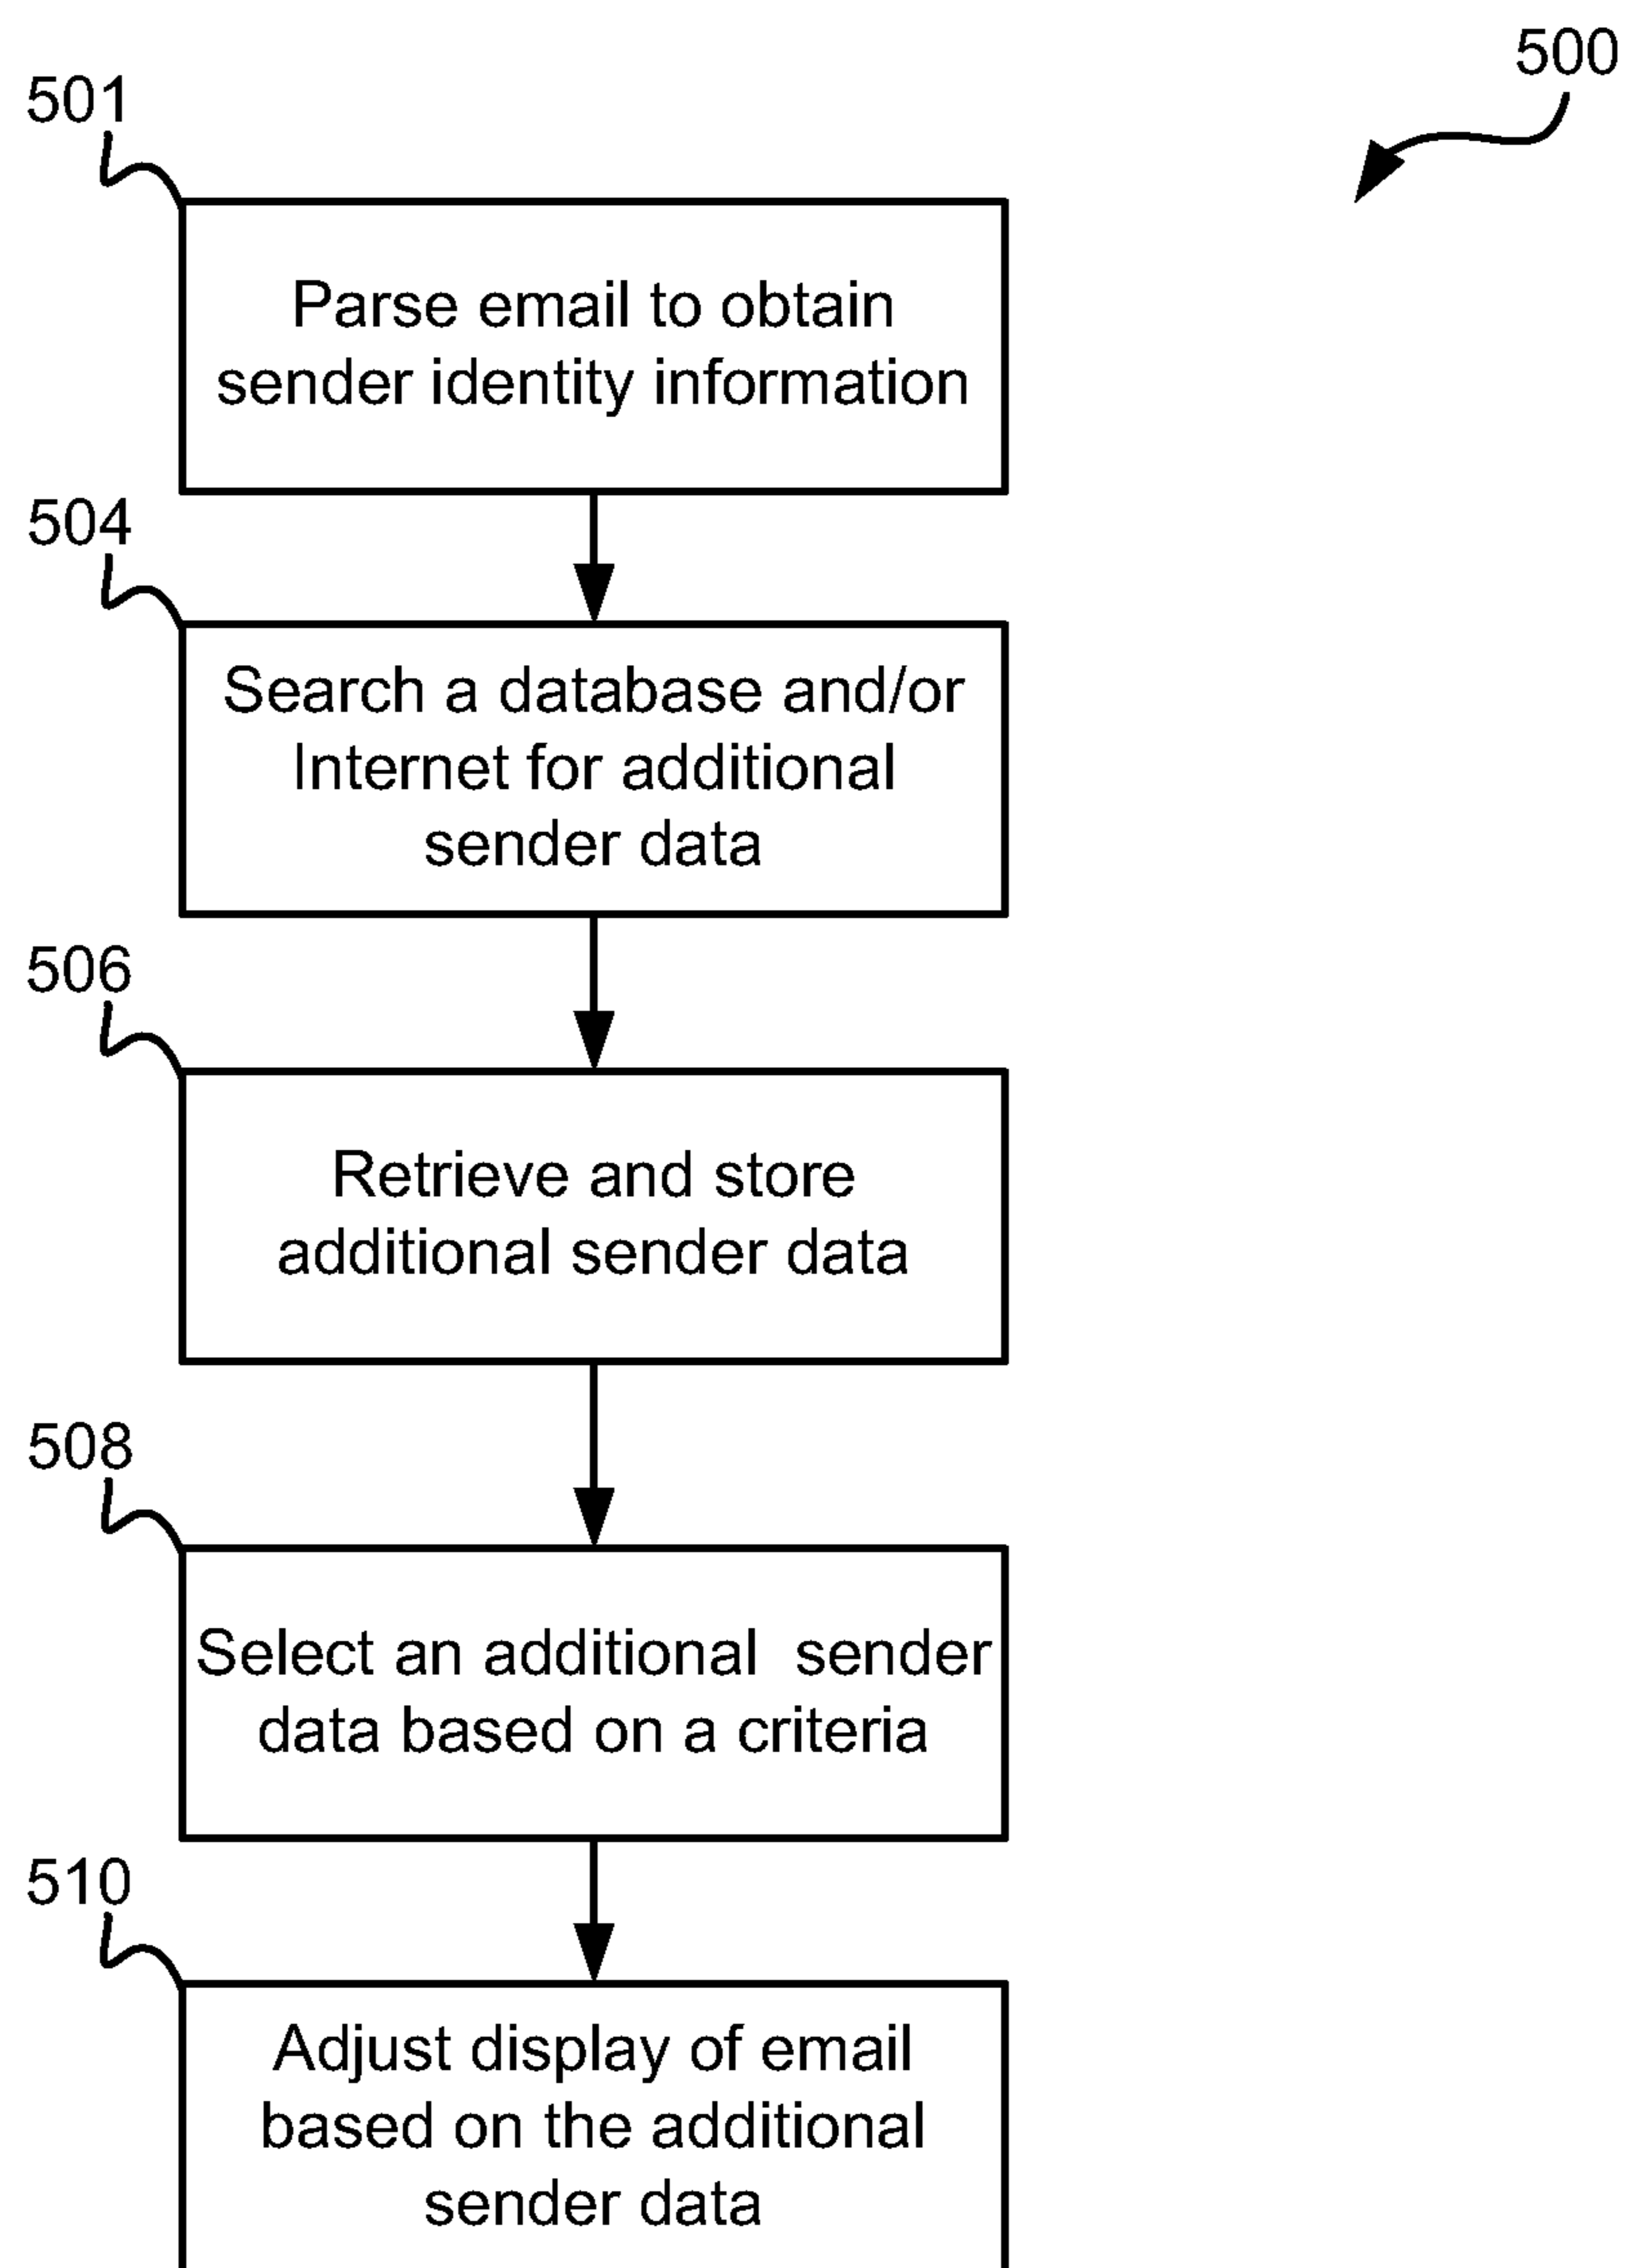 500
501
Parse email to obtain
sender identity information
504
Search a database and/or
Internet for additional
sender data
506
Retrieve and store
additional sender data
508
Select an additional  sender
data based on a criteria
510
Adjust display of email
based on the additional
sender data